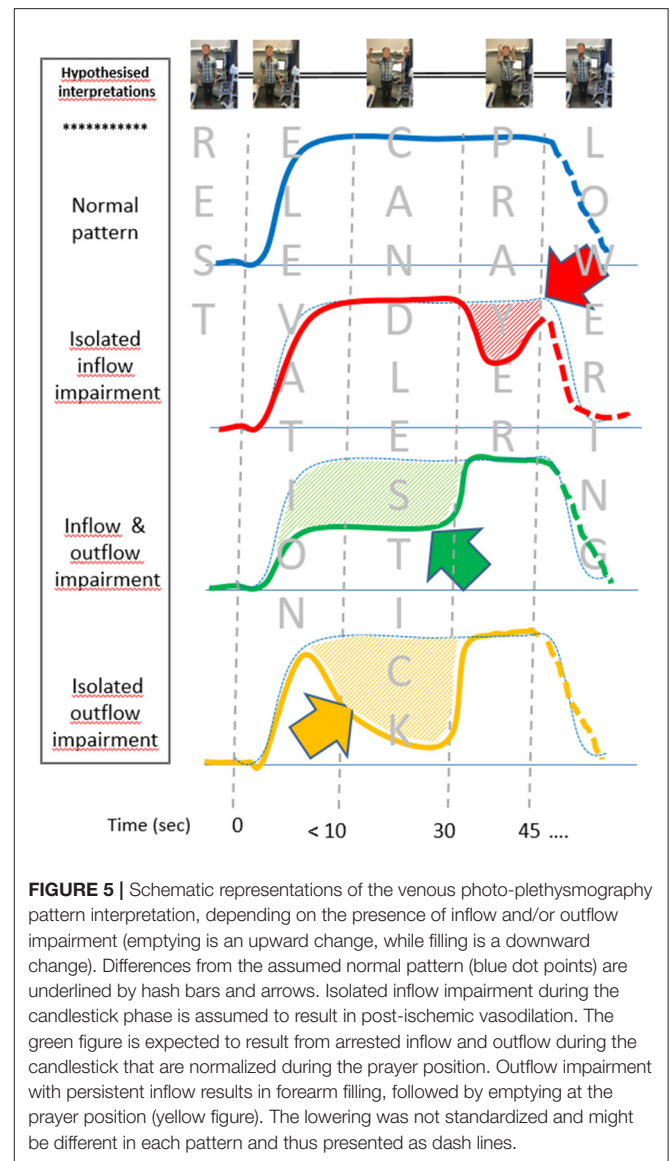 Hypothesised
interpretations
***********
Normal
pattern
Isolated
inflow
impairment
Inflow &
outflow
impairment
Isolated
outflow
impairment
REST
ELEVATION
CANDLESTICK
PRAYER
LOWERING
Time (sec) 0 < 10 30 45 ....
FIGURE 5 | Schematic representations of the venous photo-plethysmography
pattern interpretation, depending on the presence of inflow and/or outflow
impairment (emptying is an upward change, while filling is a downward
change). Differences from the assumed normal pattern (blue dot points) are
underlined by hash bars and arrows. Isolated inflow impairment during the
candlestick phase is assumed to result in post-ischemic vasodilation. The
green figure is expected to result from arrested inflow and outflow during the
candlestick that are normalized during the prayer position. Outflow impairment
with persistent inflow results in forearm filling, followed by emptying at the
prayer position (yellow figure). The lowering was not standardized and might
be different in each pattern and thus presented as dash lines.